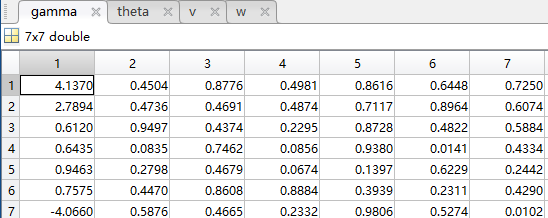 gamma theta v w
7x7 double
1 2 3 4 5 6 7
1 4.1370 0.4504 0.8776 0.4981 0.8616 0.6448 0.7250
2 2.7894 0.4736 0.4691 0.4874 0.7117 0.8964 0.6074
3 0.6120 0.9497 0.4374 0.2295 0.8728 0.4822 0.5884
4 0.6435 0.0835 0.7462 0.0856 0.9380 0.0141 0.4334
5 0.9463 0.2798 0.4679 0.0674 0.1397 0.6229 0.2442
6 0.7575 0.4470 0.8608 0.8884 0.3939 0.2311 0.4290
7 -4.0660 0.5876 0.4665 0.2332 0.9806 0.5274 0.0102